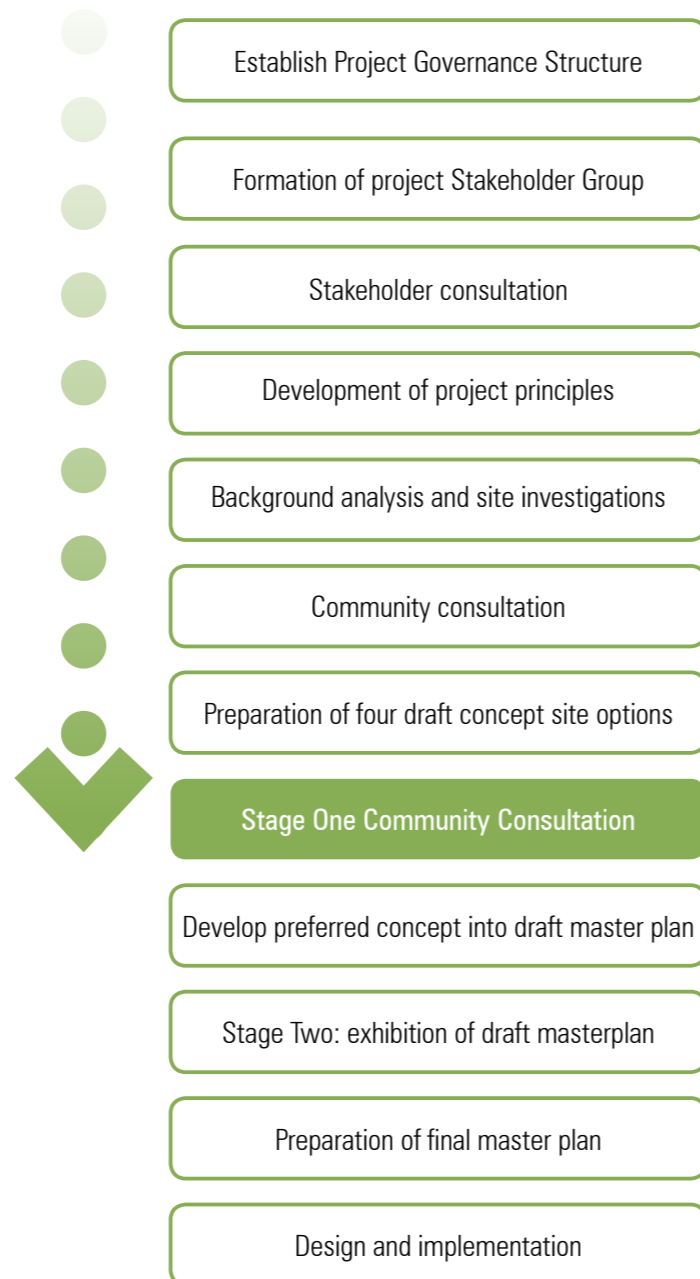 Establish Project Governance Structure
Formation of project Stakeholder Group
Stakeholder consultation
Development of project principles
Background analysis and site investigations
Community consultation
Preparation of four draft concept site options
Stage One Community Consultation
Develop preferred concept into draft master plan
Stage Two: exhibition of draft masterplan
Preparation of final master plan
Design and implementation